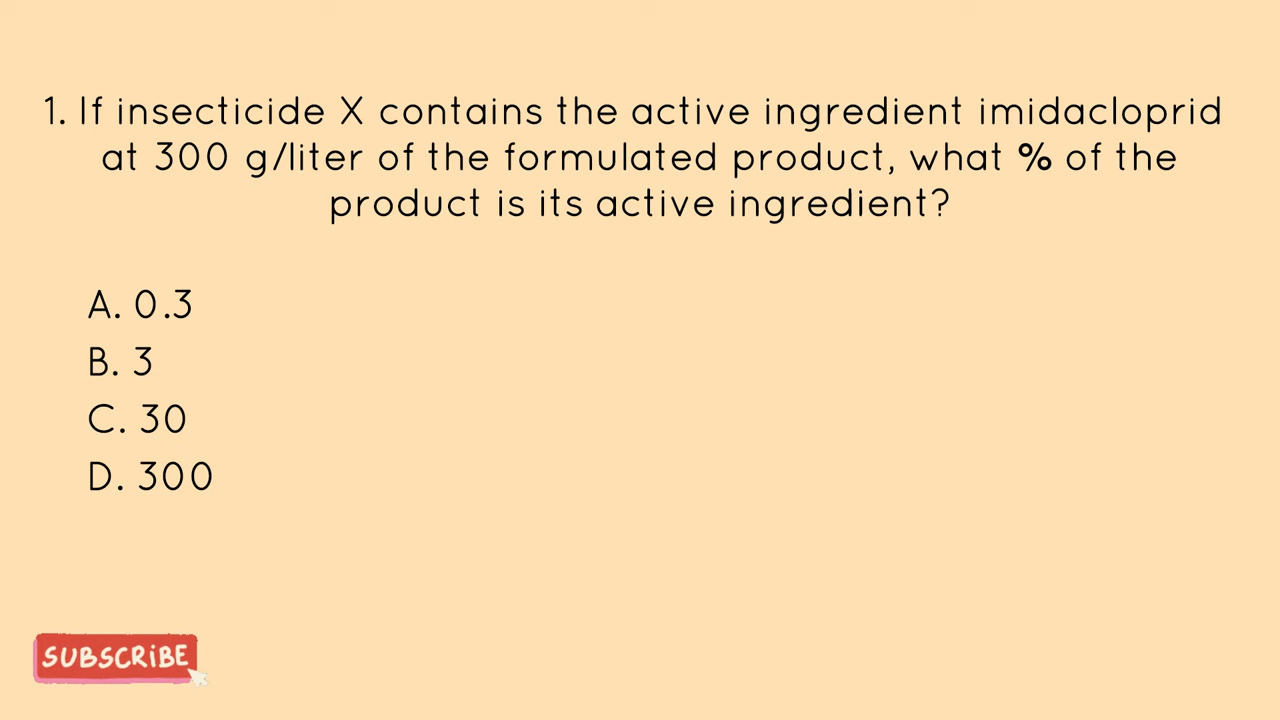 1. If insecticide X contains the active ingredient imidacloprid
at 300 g/liter of the formulated product, what % of the
product is its active ingredient?
A. 0.3
B. 3
C. 30
D. 300
SUBSCRiBE